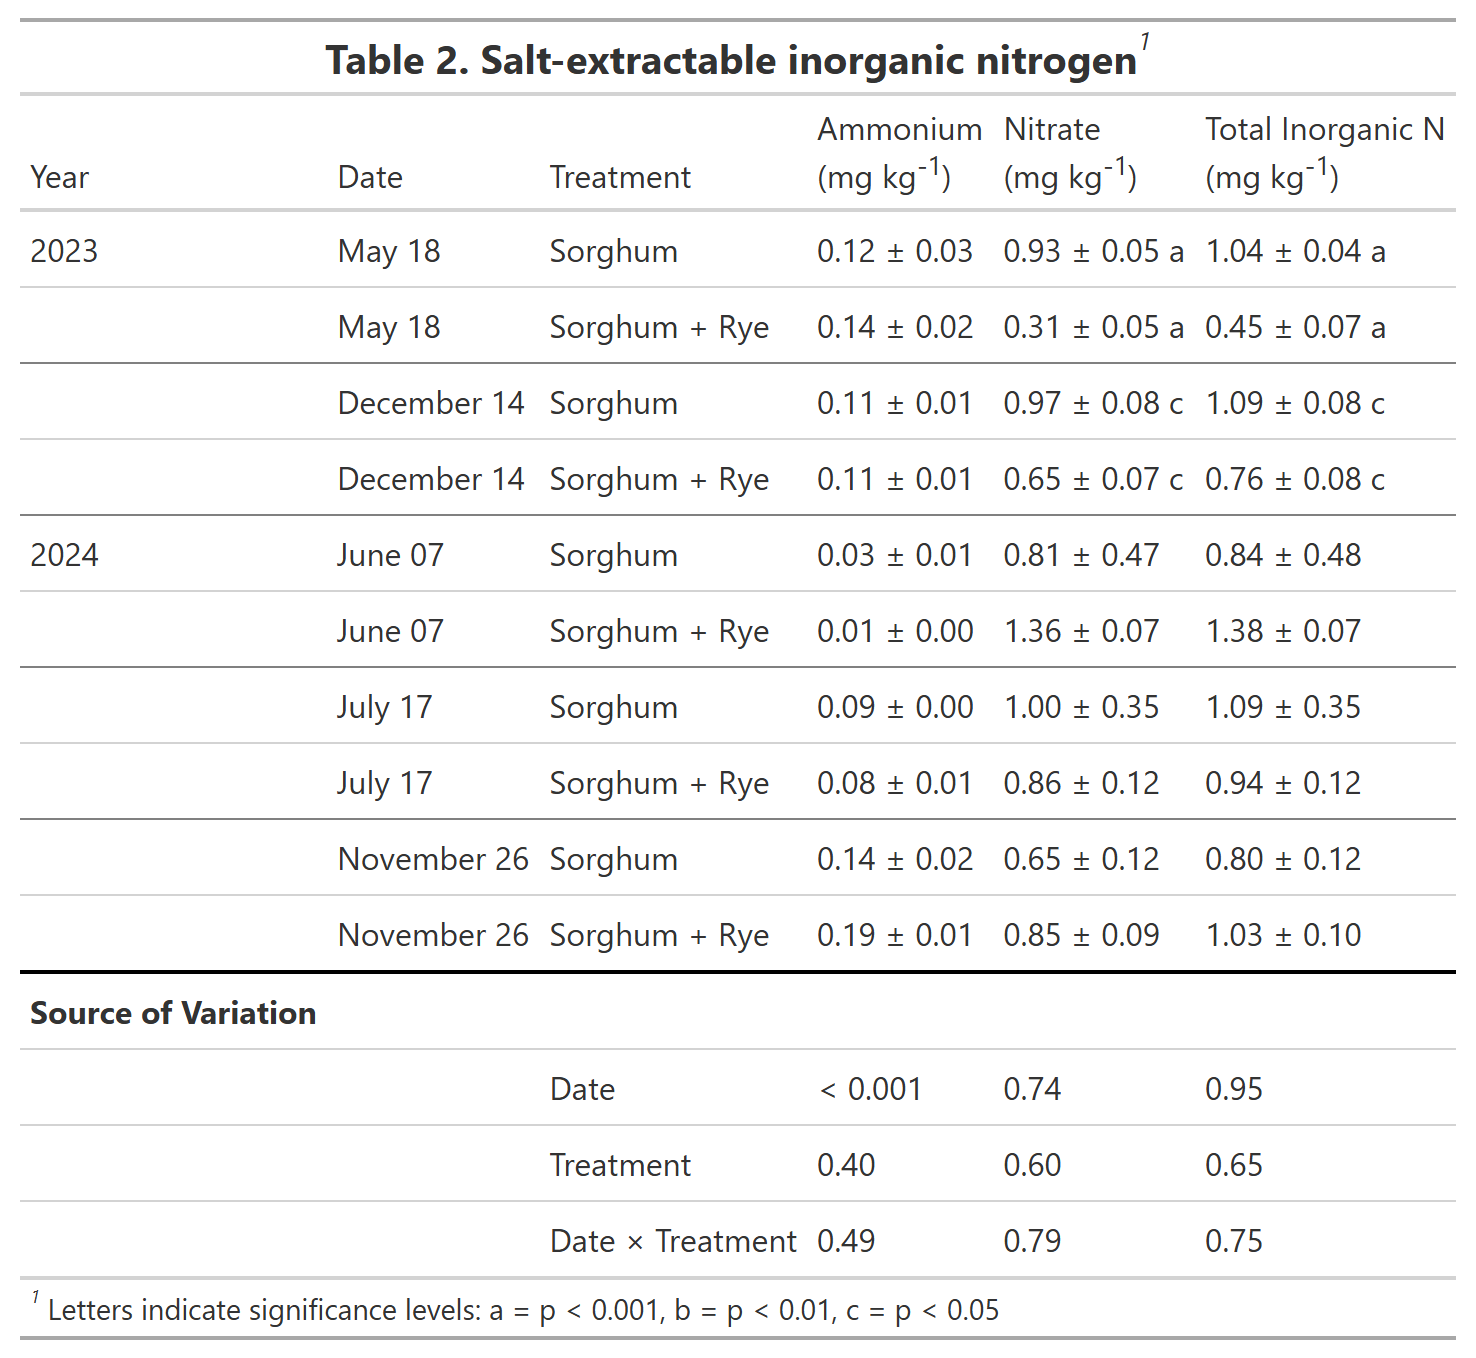 Table 2. Salt-extractable inorganic nitrogen1
Year Date Treatment Ammonium (mg kg-1) Nitrate (mg kg-1) Total Inorganic N (mg kg-1)
2023 May 18 Sorghum 0.12 ± 0.03 0.93 ± 0.05 a 1.04 ± 0.04 a
May 18 Sorghum + Rye 0.14 ± 0.02 0.31 ± 0.05 a 0.45 ± 0.07 a
December 14 Sorghum 0.11 ± 0.01 0.97 ± 0.08 c 1.09 ± 0.08 c
December 14 Sorghum + Rye 0.11 ± 0.01 0.65 ± 0.07 c 0.76 ± 0.08 c
2024 June 07 Sorghum 0.03 ± 0.01 0.81 ± 0.47 0.84 ± 0.48
June 07 Sorghum + Rye 0.01 ± 0.00 1.36 ± 0.07 1.38 ± 0.07
July 17 Sorghum 0.09 ± 0.00 1.00 ± 0.35 1.09 ± 0.35
July 17 Sorghum + Rye 0.08 ± 0.01 0.86 ± 0.12 0.94 ± 0.12
November 26 Sorghum 0.14 ± 0.02 0.65 ± 0.12 0.80 ± 0.12
November 26 Sorghum + Rye 0.19 ± 0.01 0.85 ± 0.09 1.03 ± 0.10
Source of Variation
Date < 0.001 0.74 0.95
Treatment 0.40 0.60 0.65
Date × Treatment 0.49 0.79 0.75
1 Letters indicate significance levels: a = p < 0.001, b = p < 0.01, c = p < 0.05